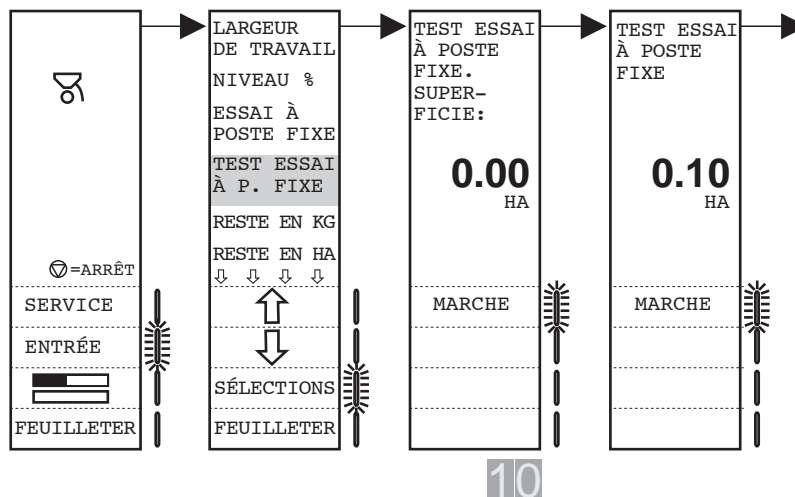 =ARRÊT
SERVICE
ENTRÉE
FEUILLETER
LARGEUR
DE TRAVAIL
NIVEAU %
ESSAI À
POSTE FIXE
TEST ESSAI
À P. FIXE
RESTE EN KG
RESTE EN HA
SÉLECTIONS
FEUILLETER
TEST ESSAI
À POSTE
FIXE.
SUPER-
FICIE:
0.00
HA
MARCHE
TEST ESSAI
À POSTE
FIXE
0.10
HA
MARCHE
10